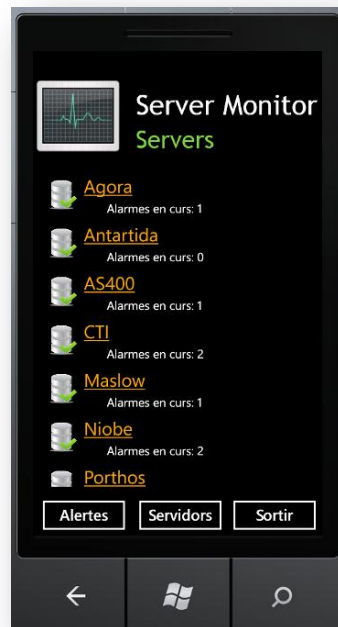 Server Monitor
Servers
Agora
Alarmes en curs: 1
Antartida
Alarmes en curs: 0
AS400
Alarmes en curs: 1
CTI
Alarmes en curs: 2
Maslow
Alarmes en curs: 1
Niobe
Alarmes en curs: 2
Porthos
Alertes Servidors Sortir